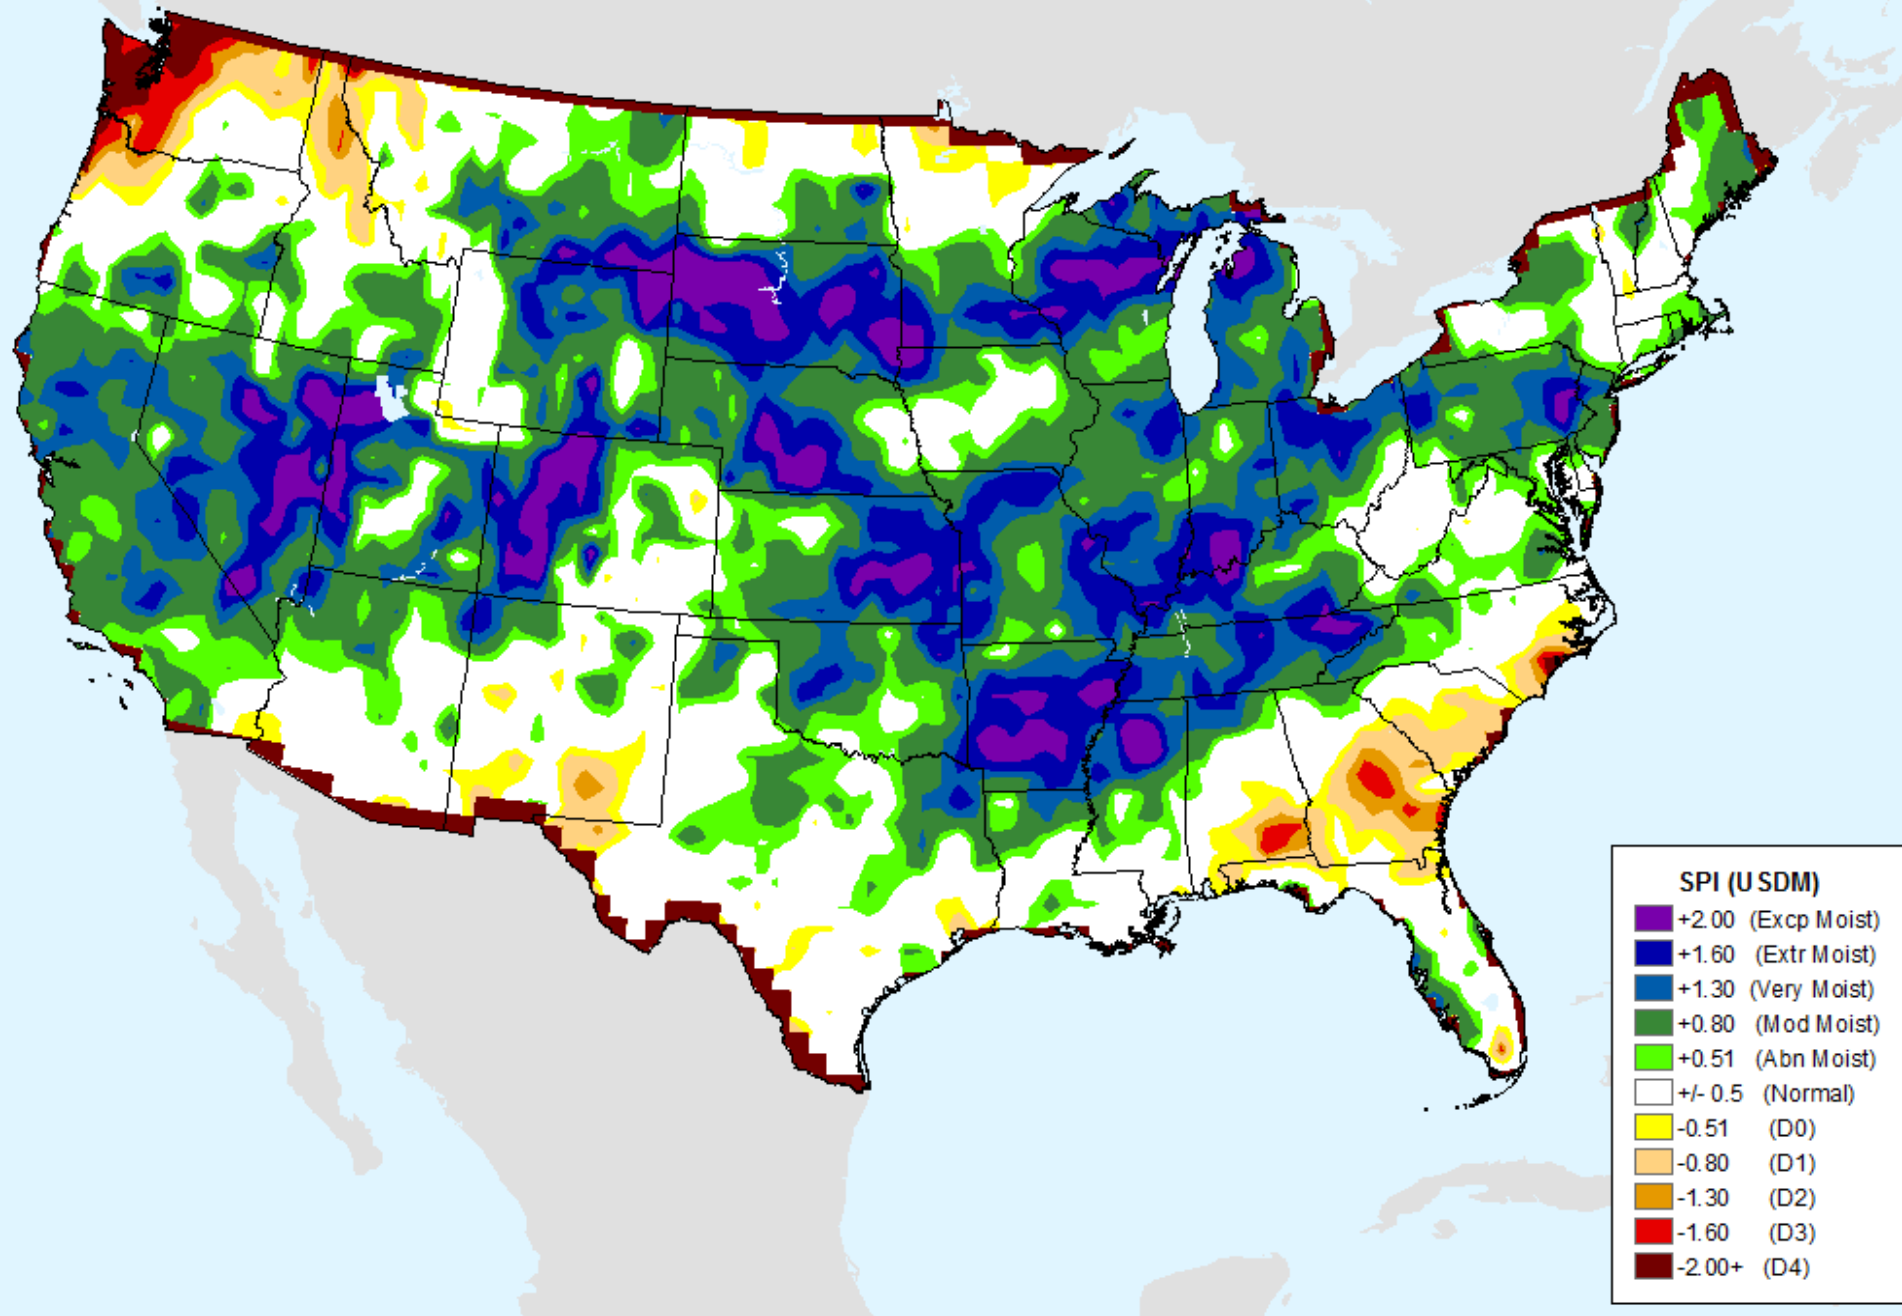 SPI (USDM)
+2.00 (Excp Moist)
+1.60 (Extr Moist)
+1.30 (Very Moist)
+0.80 (Mod Moist)
+0.51 (Abn Moist)
+/- 0.5 (Normal)
-0.51 (D0)
-0.80 (D1)
-1.30 (D2)
-1.60 (D3)
-2.00+ (D4)